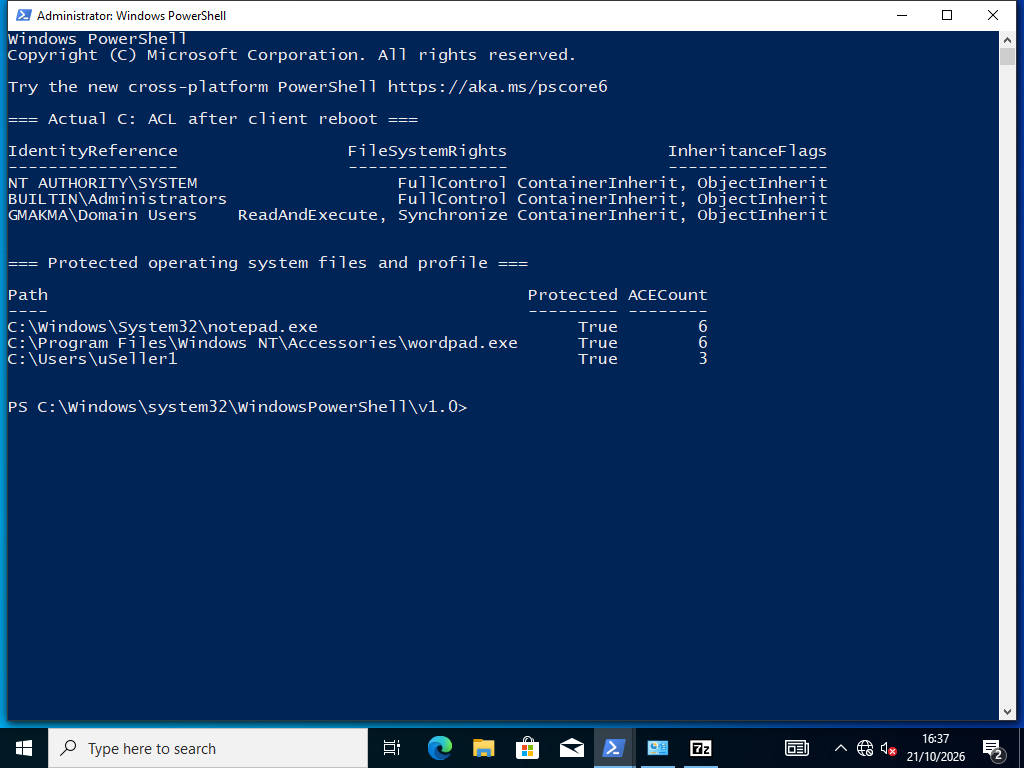 Administrator: Windows PowerShell
Windows PowerShell
Copyright (C) Microsoft Corporation. All rights reserved.
Try the new cross-platform PowerShell https://aka.ms/pscore6
=== Actual C: ACL after client reboot ===
IdentityReference                 FileSystemRights                InheritanceFlags
-----------------                 ----------------                ----------------
NT AUTHORITY\SYSTEM                    FullControl ContainerInherit, ObjectInherit
BUILTIN\Administrators                 FullControl ContainerInherit, ObjectInherit
GMAKMA\Domain Users    ReadAndExecute, Synchronize ContainerInherit, ObjectInherit
=== Protected operating system files and profile ===
Path                                                Protected ACECount
----                                                --------- --------
C:\Windows\System32\notepad.exe                          True        6
C:\Program Files\Windows NT\Accessories\wordpad.exe      True        6
C:\Users\uSeller1                                        True        3
PS C:\Windows\system32\WindowsPowerShell\v1.0>
Type here to search
7z
16:37
21/10/2026
2